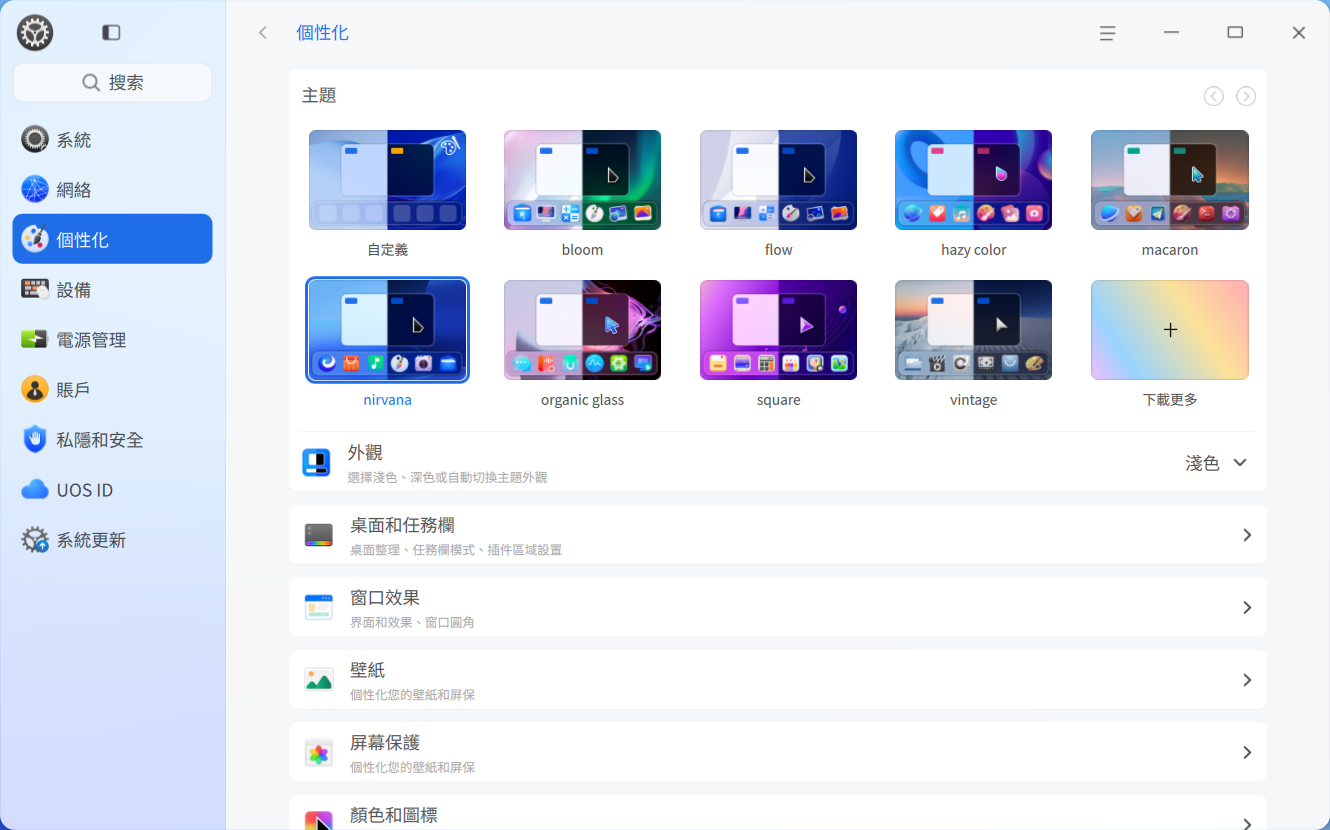 個性化
搜索
系統
網絡
個性化
設備
電源管理
賬戶
私隱和安全
UOS ID
系統更新
主題
自定義
bloom
flow
hazy color
macaron
nirvana
organic glass
square
vintage
下載更多
外觀
選擇淺色、深色或自動切換主題外觀
淺色
桌面和任務欄
桌面整理、任務欄模式、插件區域設置
窗口效果
界面和效果、窗口圓角
壁紙
個性化您的壁紙和屏保
屏幕保護
個性化您的壁紙和屏保
顏色和圖標